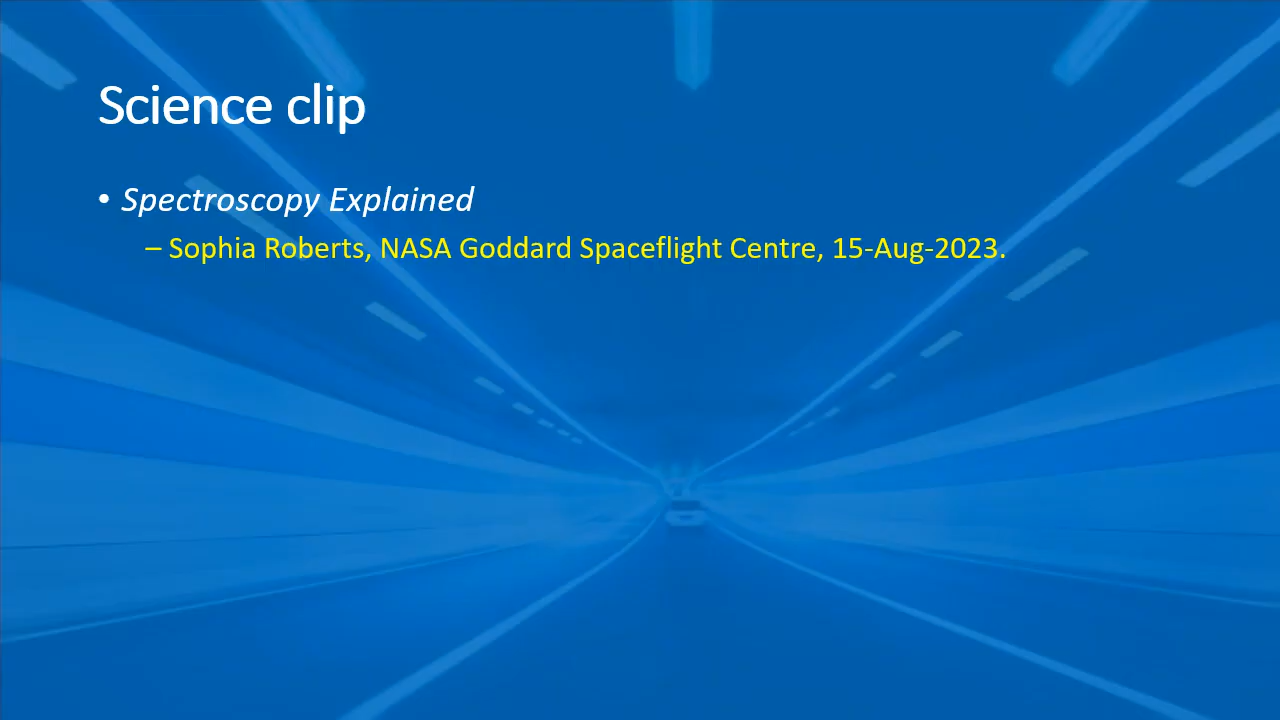 Science clip
• Spectroscopy Explained
– Sophia Roberts, NASA Goddard Spaceflight Centre, 15-Aug-2023.